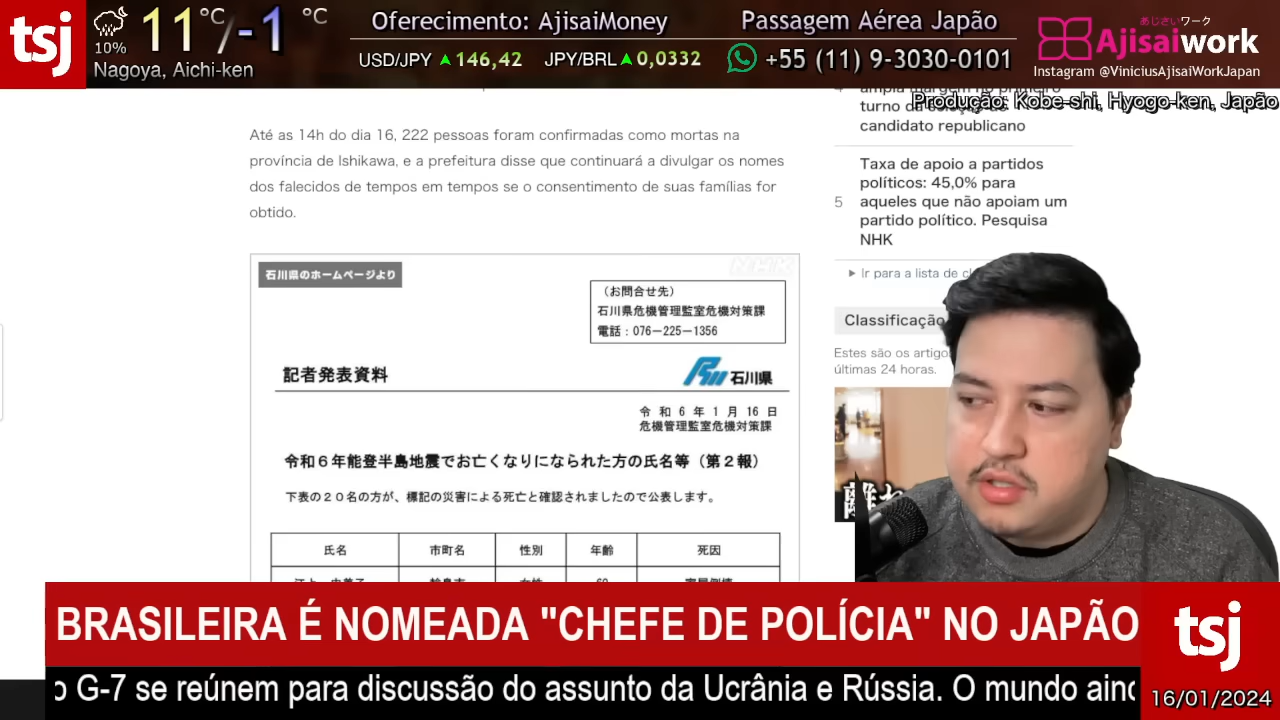 tsj
10%
11°C/-1 °C
Nagoya, Aichi-ken
Oferecimento: AjisaiMoney
USD/JPY ▲ 146,42 JPY/BRL ▲ 0,0332
Passagem Aérea Japão
+55 (11) 9-3030-0101
あじさいワーク
Ajisaiwork
Instagram @ViniciusAjisaiWorkJapan
Produção: Kobe-shi, Hyogo-ken, Japão
Até as 14h do dia 16, 222 pessoas foram confirmadas como mortas na
província de Ishikawa, e a prefeitura disse que continuará a divulgar os nomes
dos falecidos de tempos em tempos se o consentimento de suas famílias for
obtido.
turno da
candidato republicano
5
Taxa de apoio a partidos
políticos: 45,0% para
aqueles que não apoiam um
partido político. Pesquisa
NHK
▶ Ir para a lista de
Classificação
Estes são os artigo
últimas 24 horas.
NHK
石川県のホームページより
（お問合せ先）
石川県危機管理監室危機対策課
電話：076－225－1356
記者発表資料
石川県
令和6年1月16日
危機管理監室危機対策課
令和６年能登半島地震でお亡くなりになられた方の氏名等（第２報）
下表の２０名の方が、標記の災害による死亡と確認されましたので公表します。
氏名 市町名 性別 年齢 死因
BRASILEIRA É NOMEADA "CHEFE DE POLÍCIA" NO JAPÃO
o G-7 se reúnem para discussão do assunto da Ucrânia e Rússia. O mundo
tsj
16/01/2024